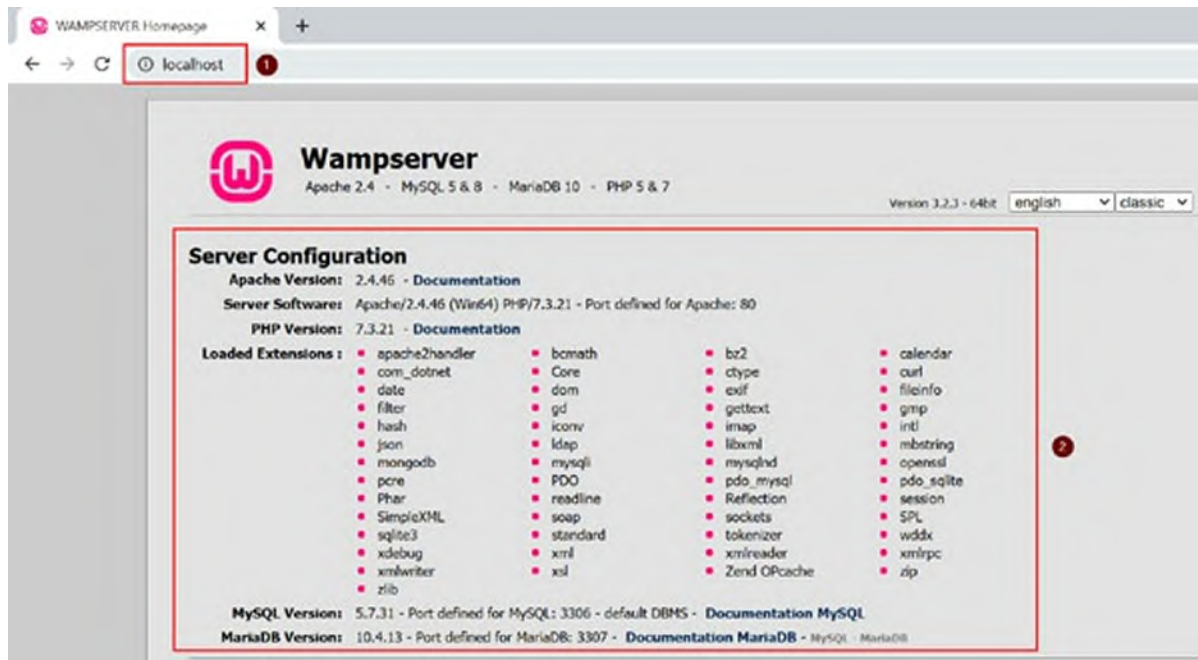 WAMPSERVER Homepage
localhost 1
Wampserver
Apache 2.4 - MySQL 5 & 8 - MariaDB 10 - PHP 5 & 7
Version 3.2.3 - 64bit english classic
Server Configuration
Apache Version: 2.4.46 - Documentation
Server Software: Apache/2.4.46 (Win64) PHP/7.3.21 - Port defined for Apache: 80
PHP Version: 7.3.21 - Documentation
Loaded Extensions : apache2handler bcmath bz2 calendar
com_dotnet Core ctype curl
date dom exif fileinfo
filter gd gettext gmp
hash iconv imap intl
json ldap libxml mbstring
mongodb mysqli mysqlnd openssl
pcre PDO pdo_mysql pdo_sqlite
Phar readline Reflection session
SimpleXML soap sockets SPL
sqlite3 standard tokenizer wddx
xdebug xml xmlreader xmlrpc
xmlwriter xsl Zend OPcache zip
zlib
2
MySQL Version: 5.7.31 - Port defined for MySQL: 3306 - default DBMS - Documentation MySQL
MariaDB Version: 10.4.13 - Port defined for MariaDB: 3307 - Documentation MariaDB - MySQL - MariaDB